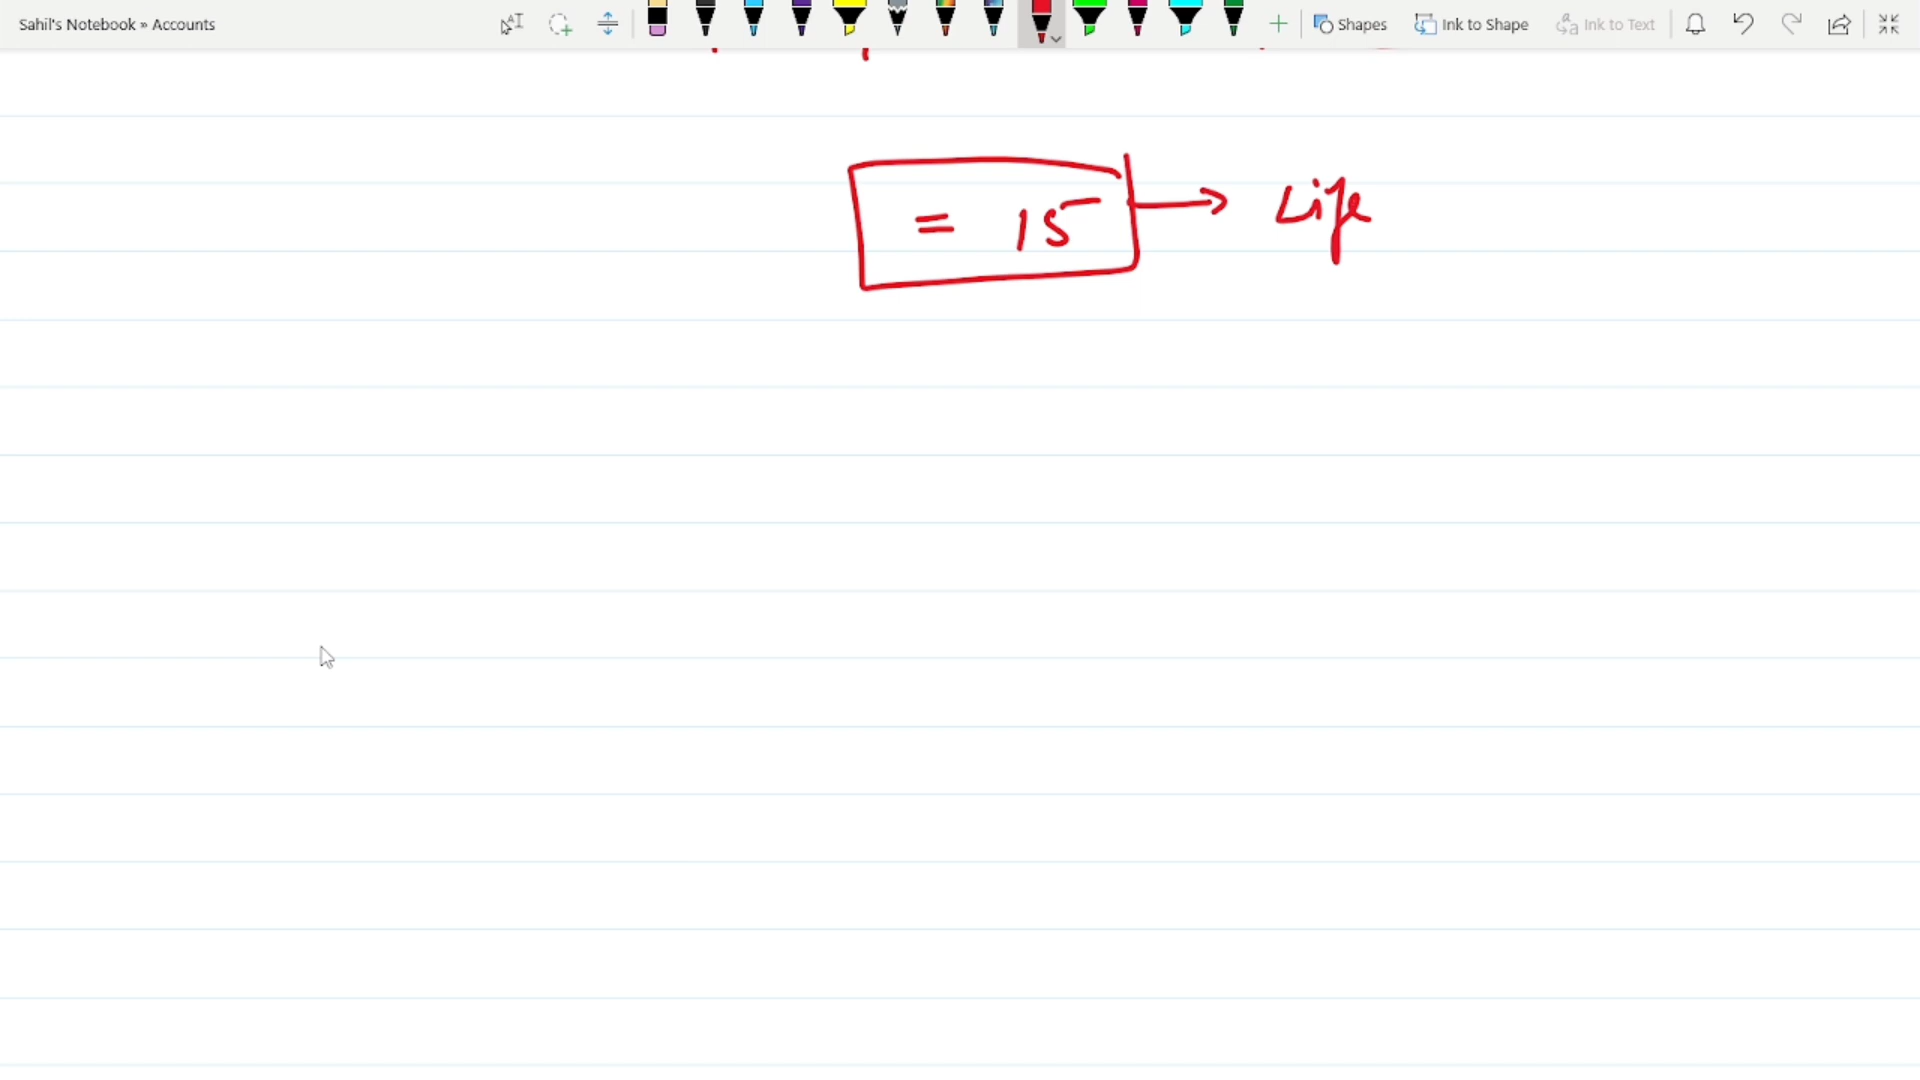 Sahil's Notebook » Accounts
Shapes
Ink to Shape
Ink to Text
= 15 → Life